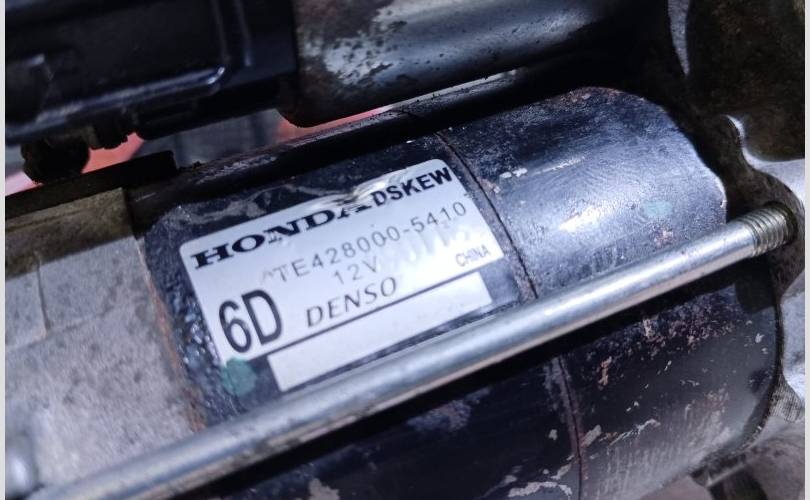 HONDA DSKEW
TE428000-5410
12V
CHINA
6D DENSO